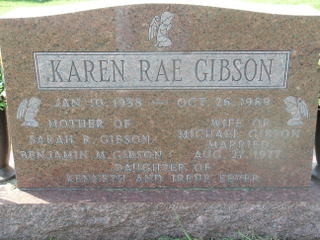 KAREN RAE GIBSON
JAN. 10, 1938 — OCT. 26, 1989
MOTHER OF
SARAH R. GIBSON
BENJAMIN M. GIBSON
WIFE OF
MICHAEL GIBSON
MARRIED
AUG. 27, 1977
DAUGHTER OF
KENNETH AND IRENE